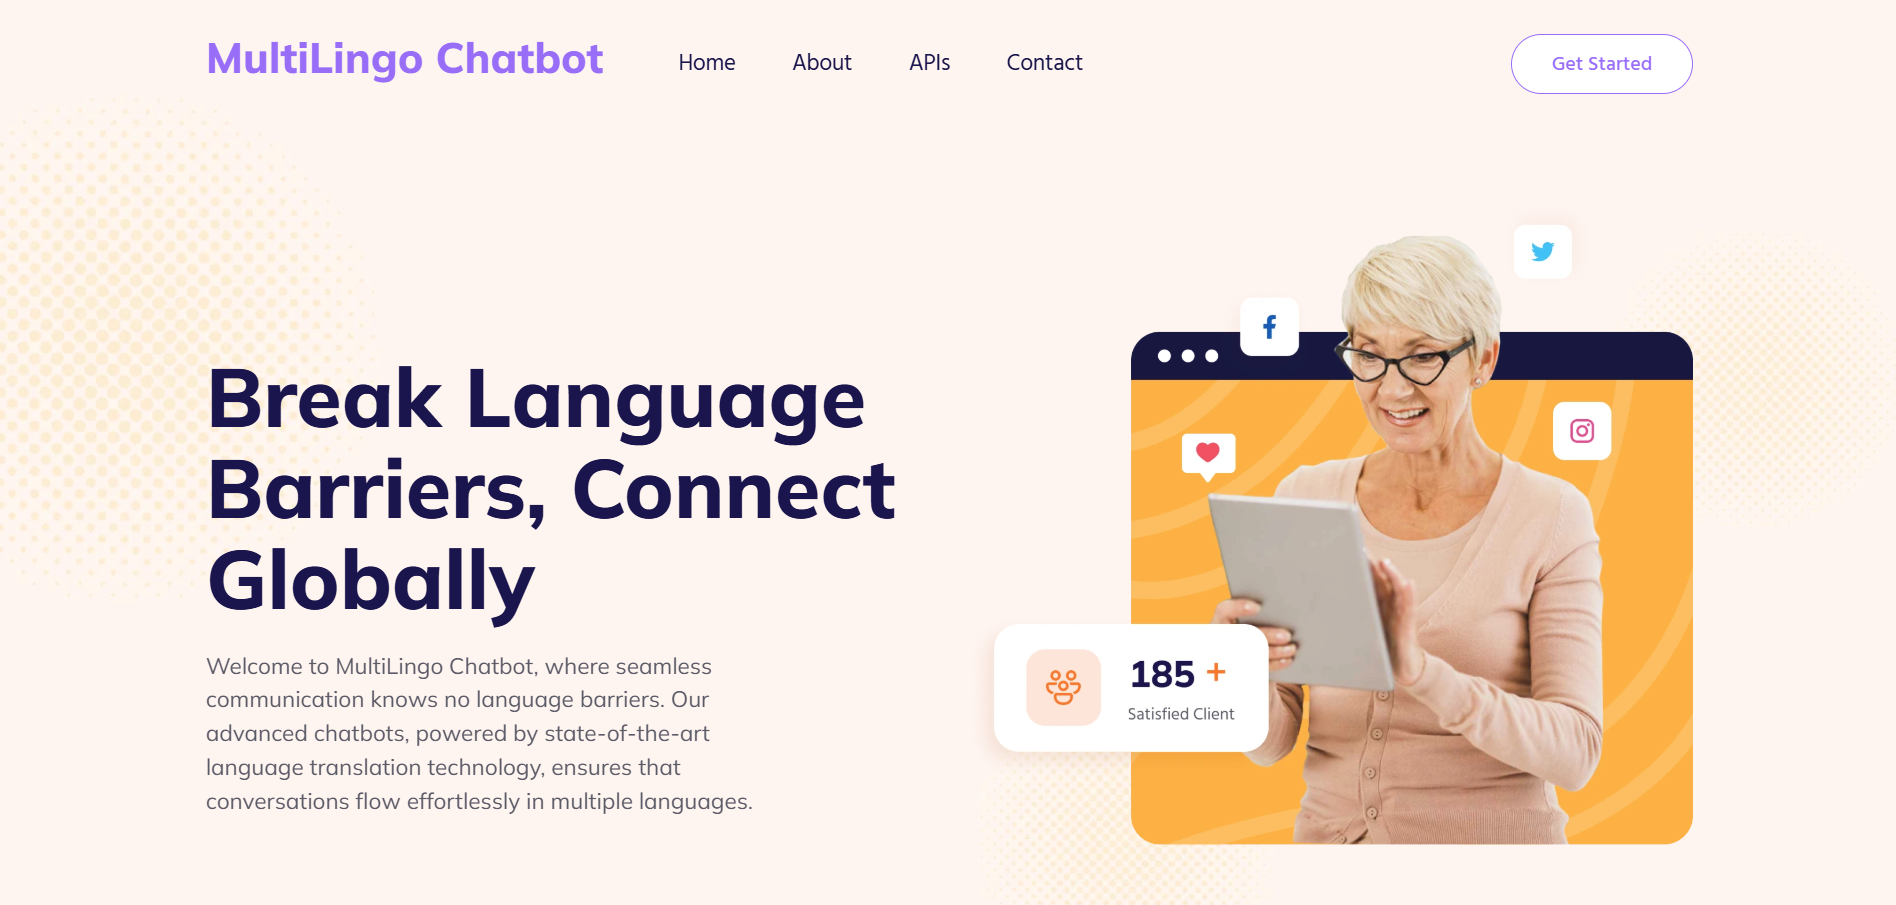 MultiLingo Chatbot
Home
About
APIs
Contact
Get Started
Break Language
Barriers, Connect
Globally
Welcome to MultiLingo Chatbot, where seamless
communication knows no language barriers. Our
advanced chatbots, powered by state-of-the-art
language translation technology, ensures that
conversations flow effortlessly in multiple languages.
185 +
Satisfied Client